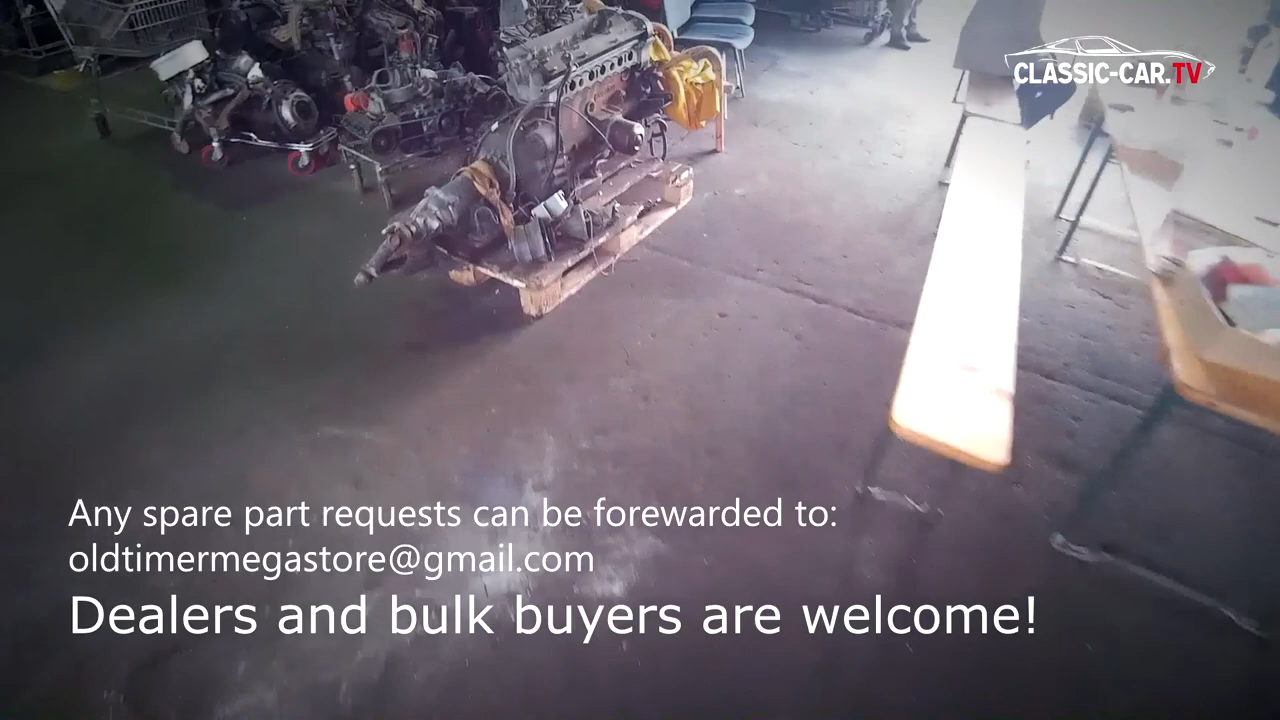 CLASSIC-CAR.TV
Any spare part requests can be forewarded to:
oldtimermegastore@gmail.com
Dealers and bulk buyers are welcome!